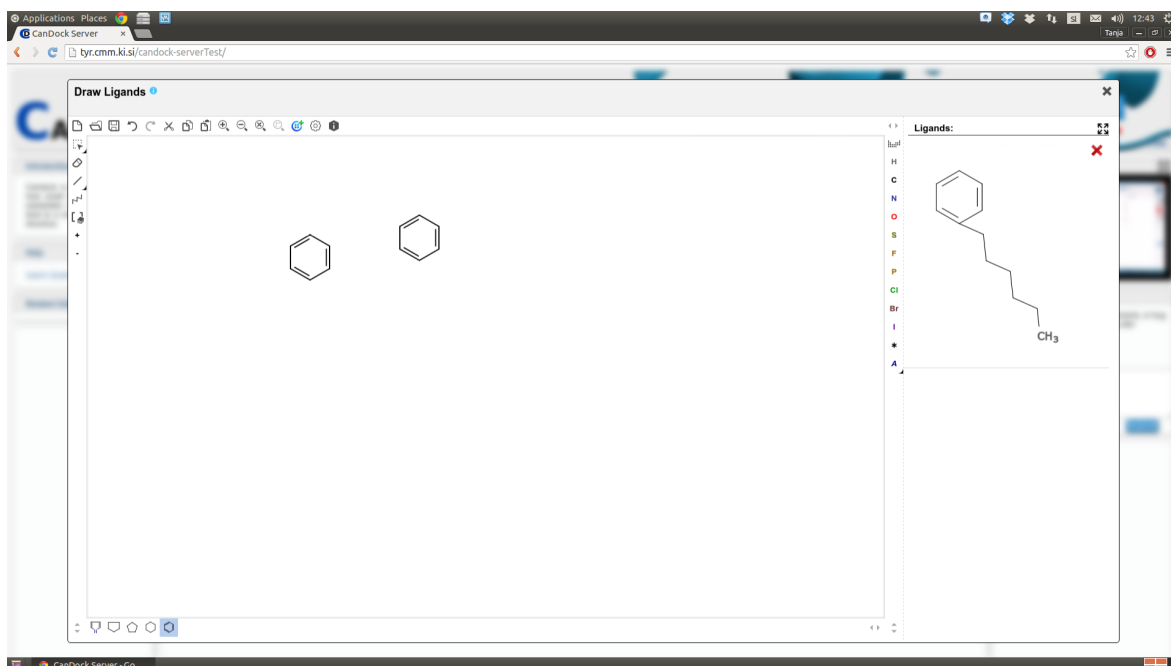 Applications Places
SL
12:43
CanDock Server x
Tanja
tyr.cmm.ki.si/candock-serverTest/
Draw Ligands
Ligands:
H
C
N
O
S
F
P
Cl
Br
I
*
A
+
-
CH3
CanDock Server - Go...